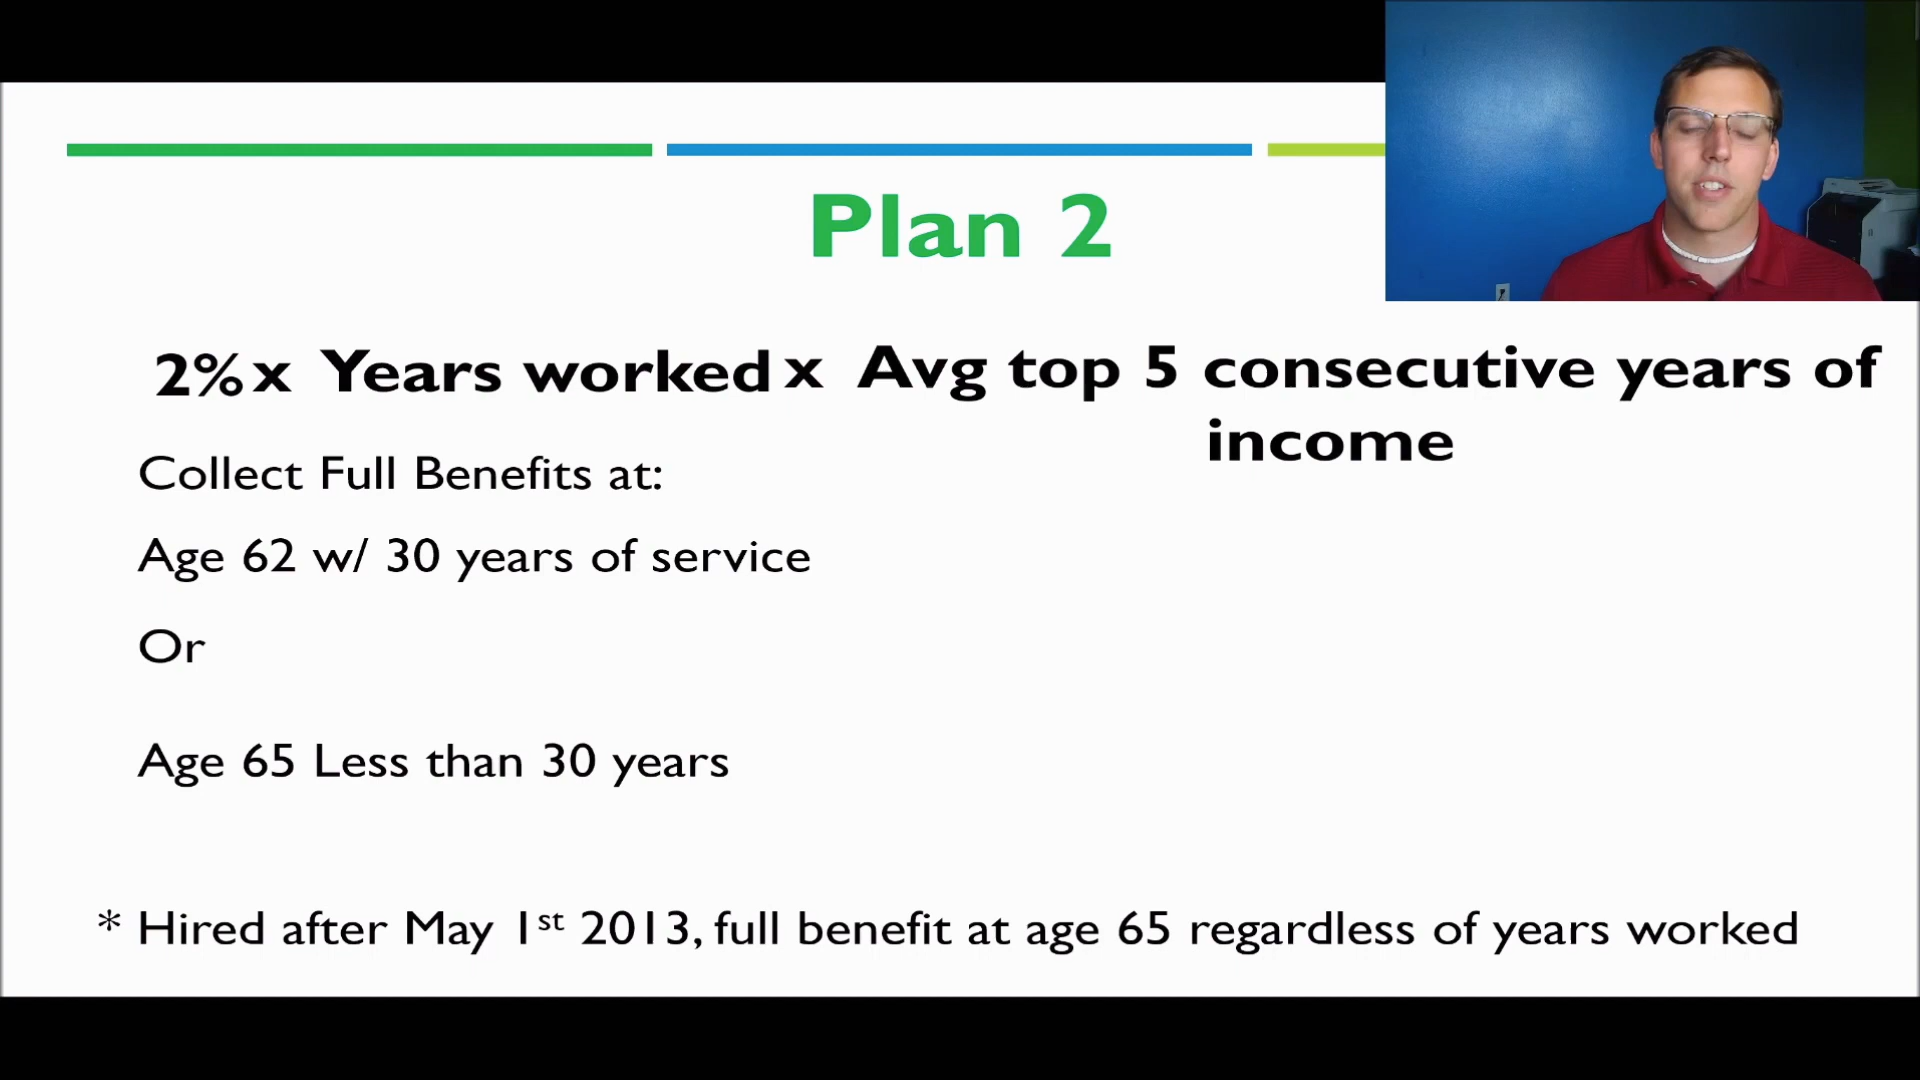 Plan 2
2% x Years worked x Avg top 5 consecutive years of
income
Collect Full Benefits at:
Age 62 w/ 30 years of service
Or
Age 65 Less than 30 years
* Hired after May 1st 2013, full benefit at age 65 regardless of years worked